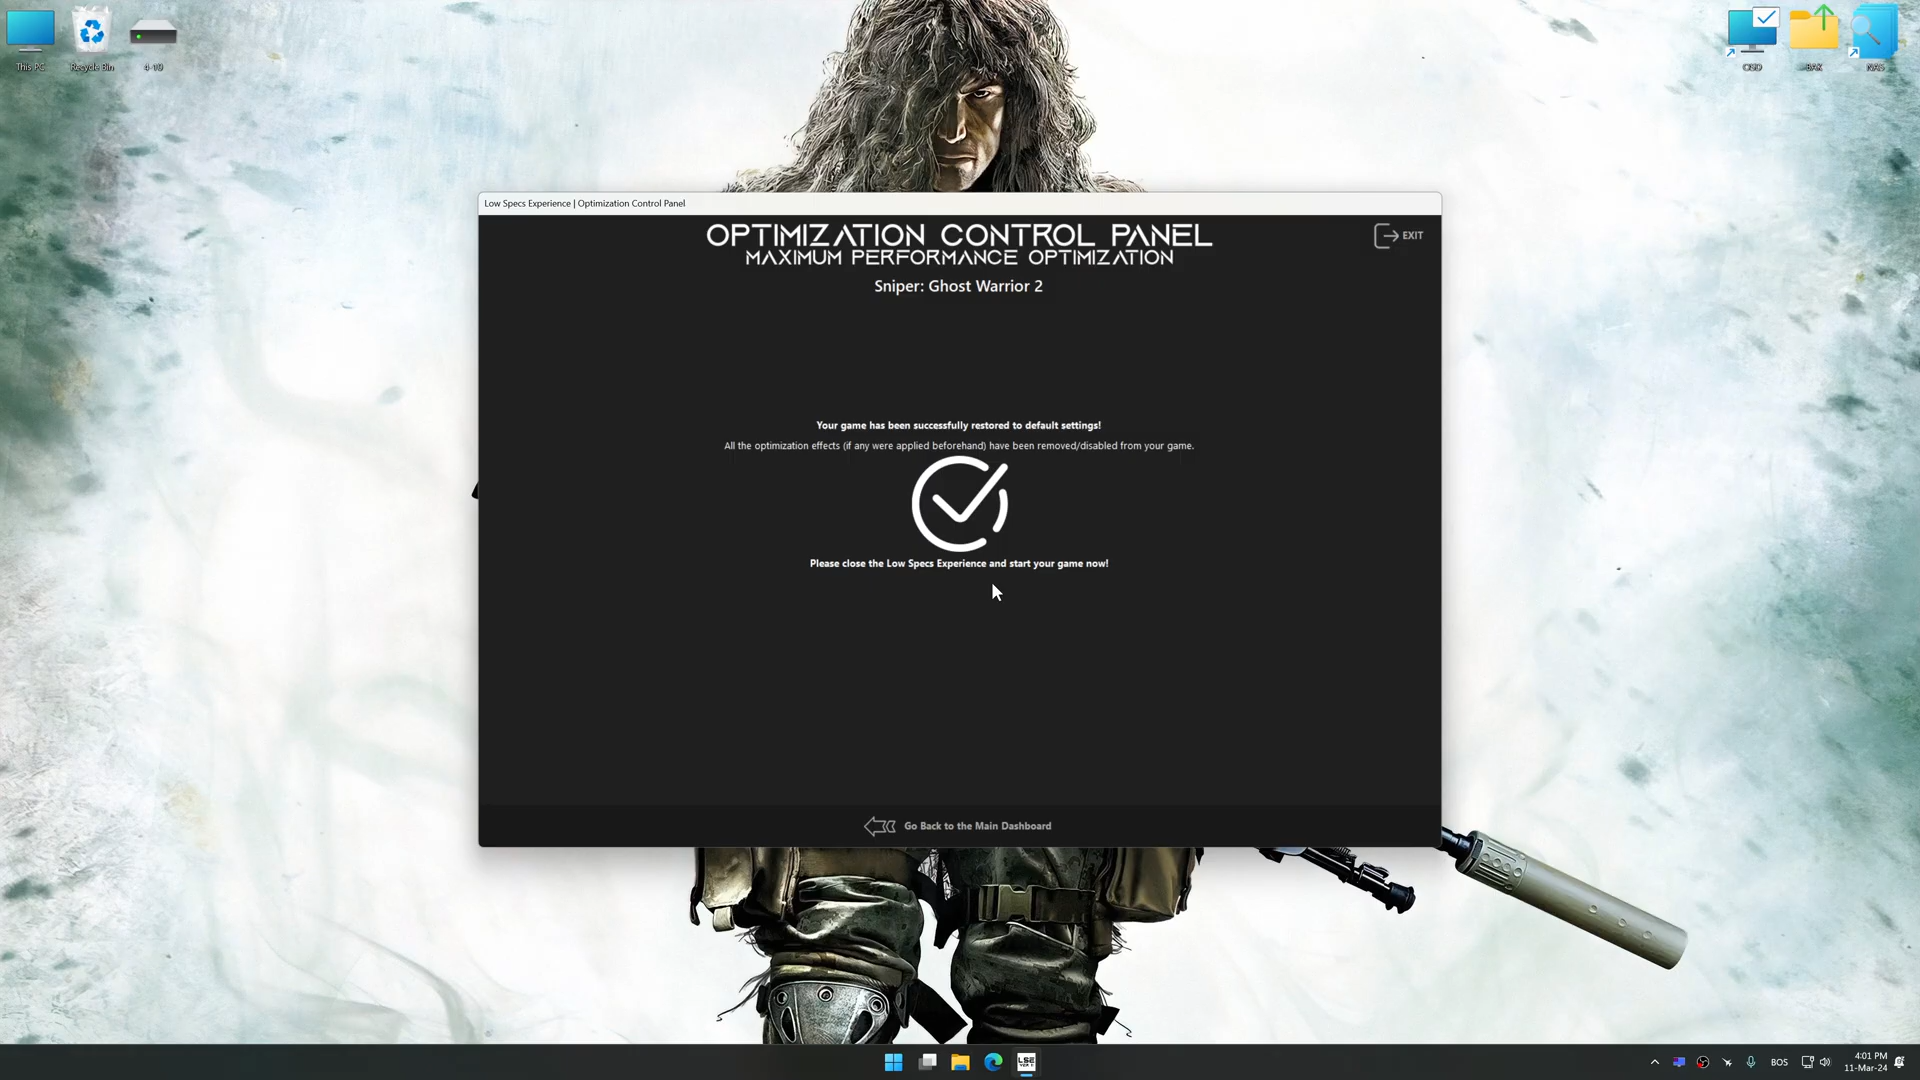 This PC
Recycle Bin
BAK
NAS
Low Specs Experience | Optimization Control Panel
OPTIMIZATION CONTROL PANEL
EXIT
MAXIMUM PERFORMANCE OPTIMIZATION
Sniper: Ghost Warrior 2
Your game has been successfully restored to default settings!
All the optimization effects (if any were applied beforehand) have been removed/disabled from your game.
Please close the Low Specs Experience and start your game now!
Go Back to the Main Dashboard
LSE
BOS
4:01 PM
11-Mar-24